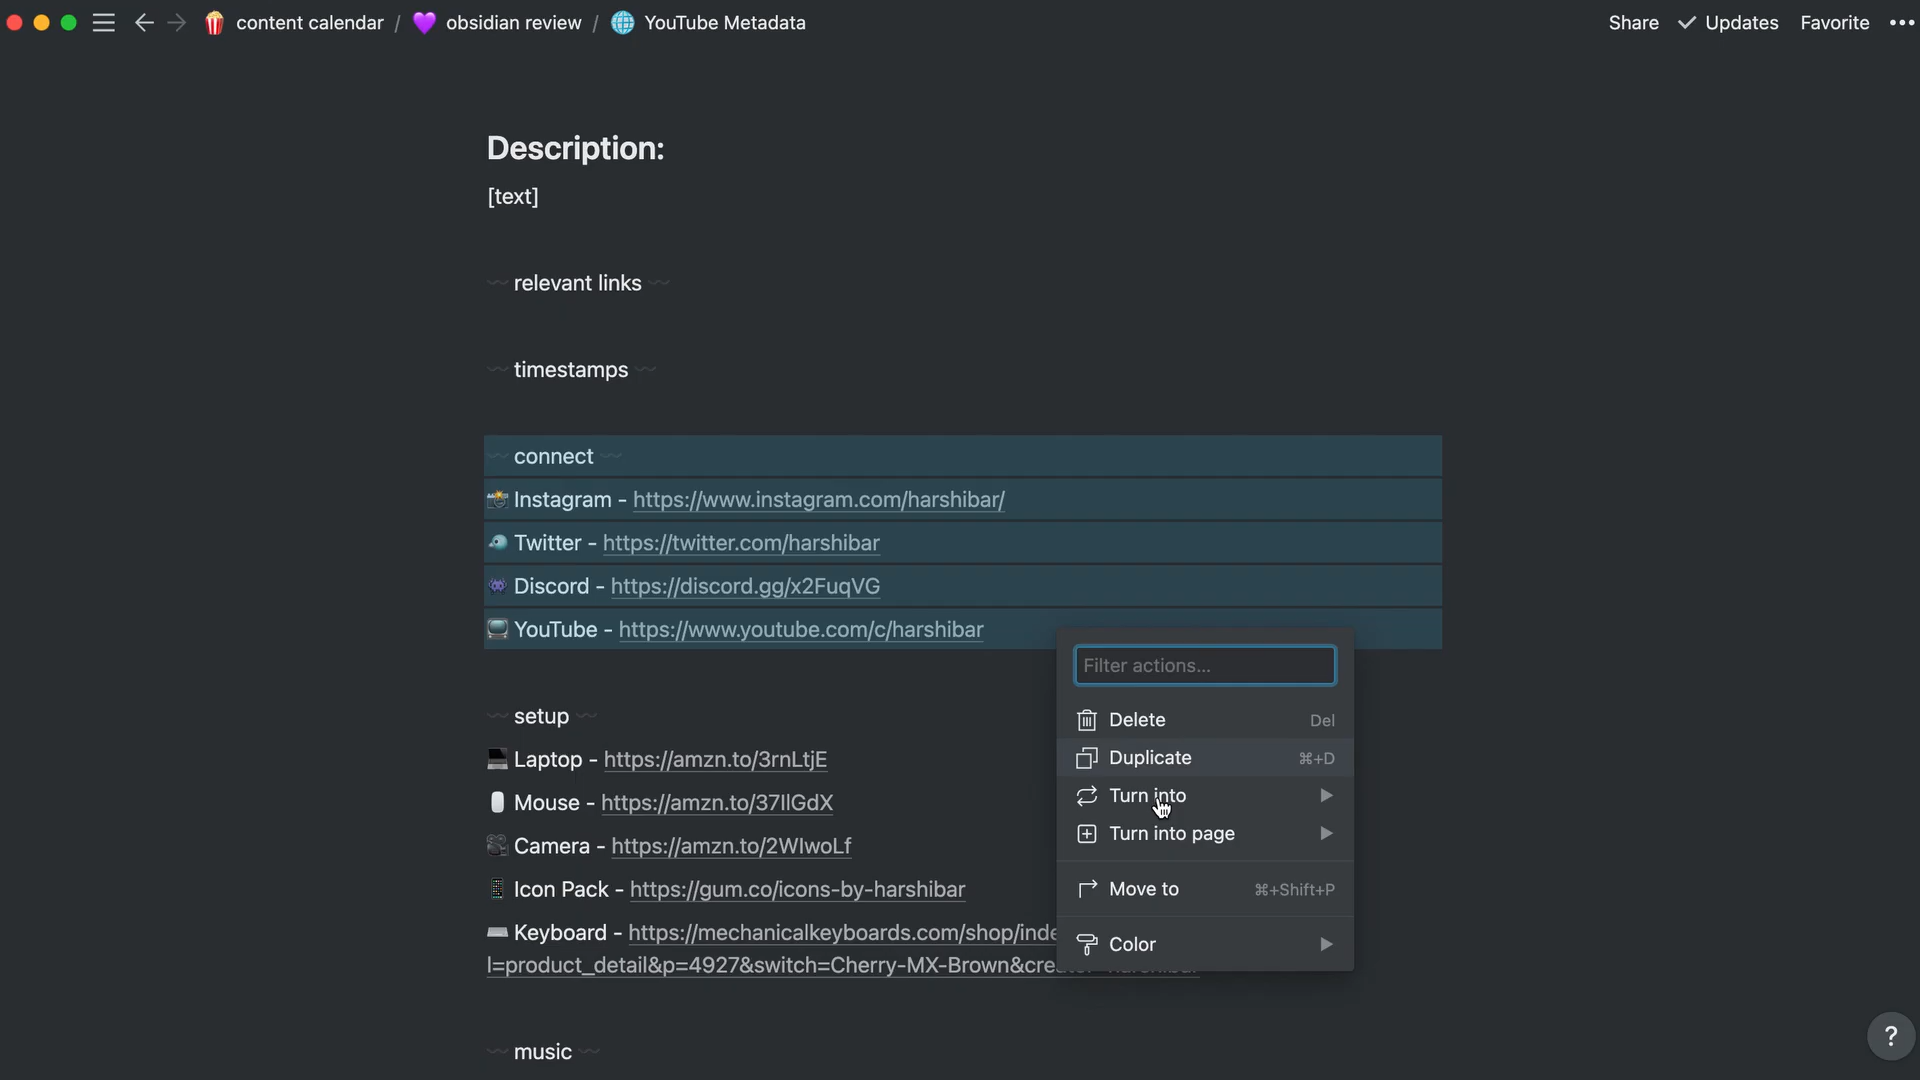 content calendar / obsidian review / YouTube Metadata
Share Updates Favorite
Description:
[text]
relevant links
timestamps
connect
Instagram - https://www.instagram.com/harshibar/
Twitter - https://twitter.com/harshibar
Discord - https://discord.gg/x2FuqVG
YouTube - https://www.youtube.com/c/harshibar
setup
Laptop - https://amzn.to/3rnLtjE
Mouse - 
Camera - https://amzn.to/2WIwoLf
Icon Pack - https://gum.co/icons-by-harshibar
Keyboard - https://mechanicalkeyboards.com/shop/inde
l=product_detail&p=4927&switch=Cherry-MX-Brown&cre
music
Filter actions...
Delete Del
Duplicate ⌘+D
Turn into
Turn into page
Move to ⌘+Shift+P
Color
?